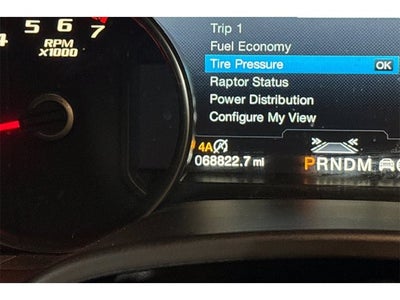 4 5 6 7
RPM
x1000
Trip 1
Fuel Economy
Tire Pressure OK
Raptor Status
Power Distribution
Configure My View
4A
068822.7 mi
PRNDM